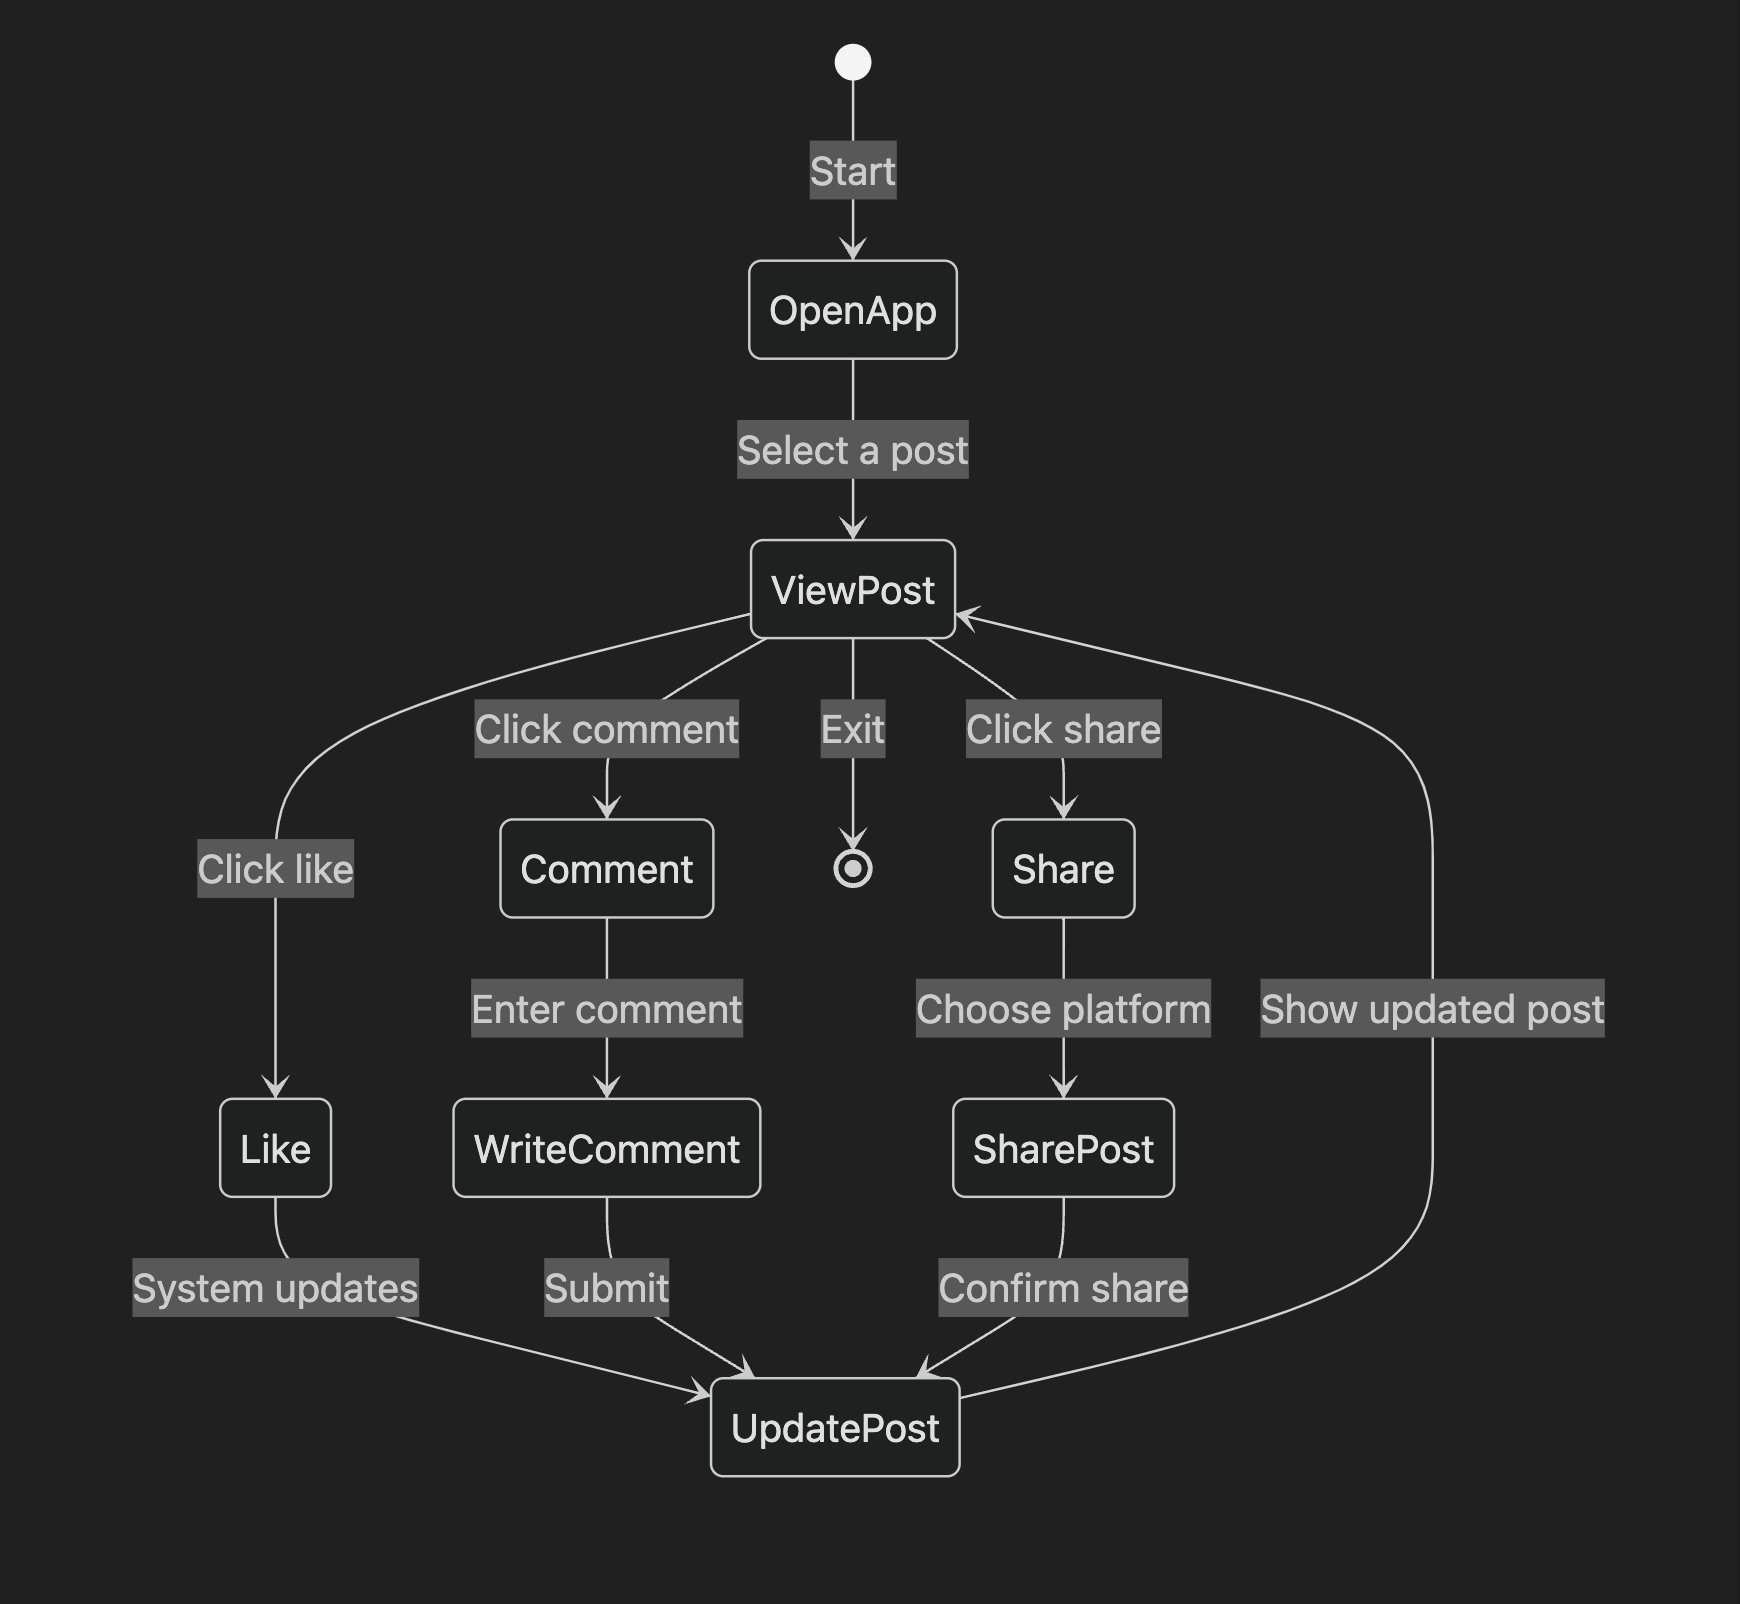 Start
OpenApp
Select a post
ViewPost
Click comment
Exit
Click share
Click like
Comment
Share
Enter comment
Choose platform
Show updated post
Like
WriteComment
SharePost
System updates
Submit
Confirm share
UpdatePost